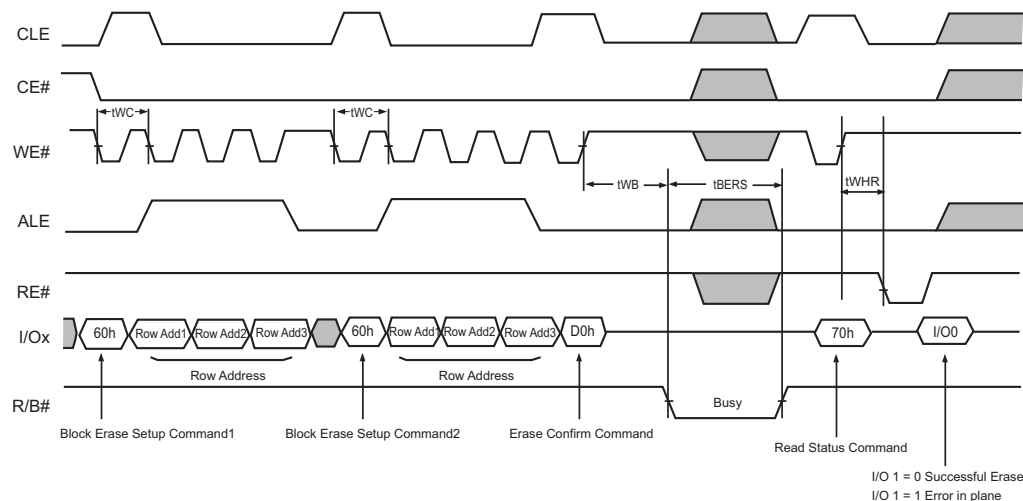 CLE
CE#
tWC
tWC
WE#
tWB
tBERS
tWHR
ALE
RE#
I/Ox
60h
Row Add1
Row Add2
Row Add3
60h
Row Add1
Row Add2
Row Add3
D0h
70h
I/O0
Row Address
Row Address
R/B#
Busy
Block Erase Setup Command1
Block Erase Setup Command2
Erase Confirm Command
Read Status Command
I/O 1 = 0 Successful Erase
I/O 1 = 1 Error in plane